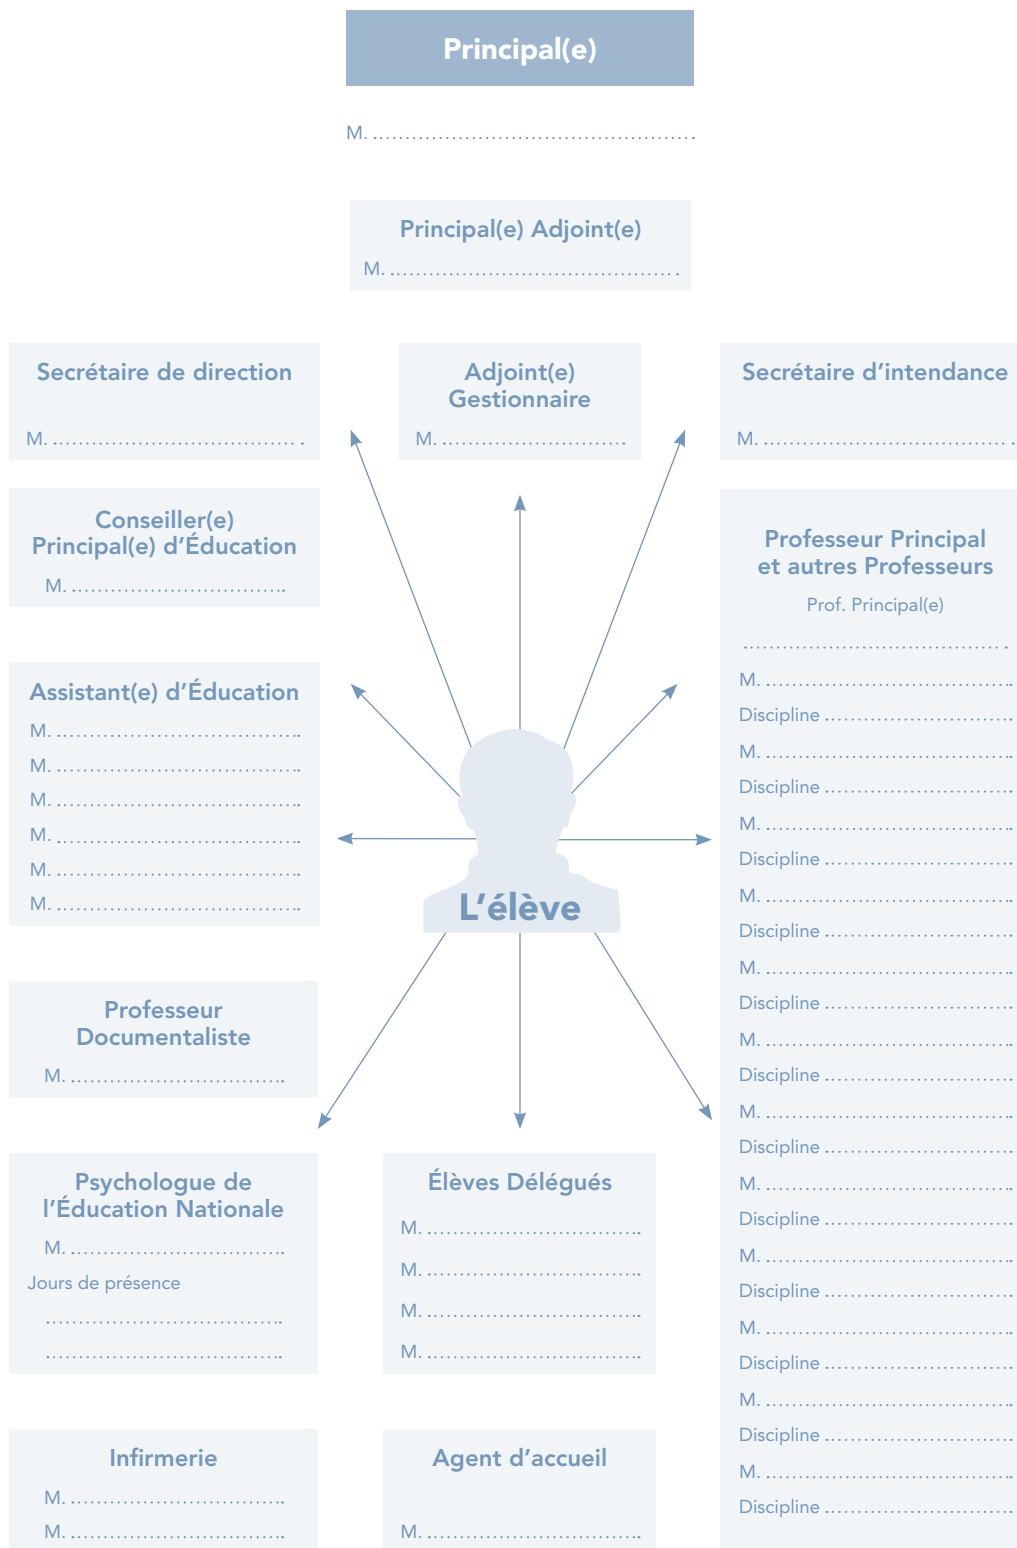 Principal(e)
M. ................................................
Principal(e) Adjoint(e)
M. ...........................................
Secrétaire de direction
M. ..................................... .
Adjoint(e)
Gestionnaire
M. ............................
Secrétaire d'intendance
M. ..................................... .
Conseiller(e)
Principal(e) d'Éducation
M. ................................
Assistant(e) d'Éducation
M. .....................................
M. .....................................
M. .....................................
M. .....................................
M. .....................................
M. .....................................
L'élève
Professeur
Documentaliste
M. ................................
Psychologue de
l'Éducation Nationale
M. ................................
Jours de présence
....................................
....................................
Élèves Délégués
M. ................................
M. ................................
M. ................................
M. ................................
Infirmerie
M. ................................
M. ................................
Agent d'accueil
M. ................................
Professeur Principal
et autres Professeurs
Prof. Principal(e)
........................................
M. .....................................
Discipline ............................
M. .....................................
Discipline ............................
M. .....................................
Discipline ............................
M. .....................................
Discipline ............................
M. .....................................
Discipline ............................
M. .....................................
Discipline ............................
M. .....................................
Discipline ............................
M. .....................................
Discipline ............................
M. .....................................
Discipline ............................
M. .....................................
Discipline ............................
M. .....................................
Discipline ............................
M. .....................................
Discipline ............................